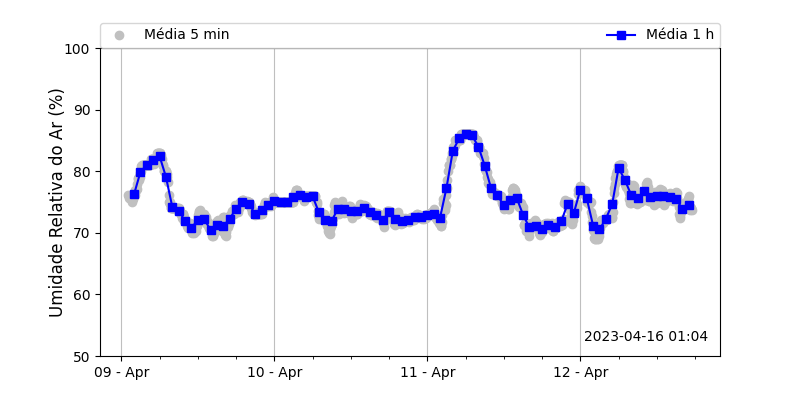 Média 5 min
Média 1 h
Umidade Relativa do Ar (%)
100
90
80
70
60
50
2023-04-16 01:04
09 - Apr
10 - Apr
11 - Apr
12 - Apr